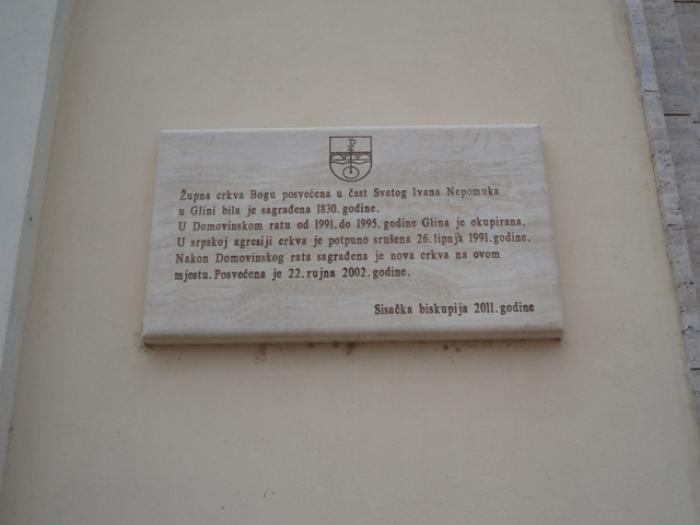 Župna crkva Bogu posvećena u čast Svetog Ivana Nepomuka
u Glini bila je sagrađena 1830. godine.
U Domovinskom ratu od 1991. do 1995. godine Glina je okupirana.
U srpskoj agresiji crkva je potpuno srušena 26. lipnja 1991. godine.
Nakon Domovinskog rata sagrađena je nova crkva na ovom
mjestu. Posvećena je 22. rujna 2002. godine.
Sisačka biskupija 2011. godine